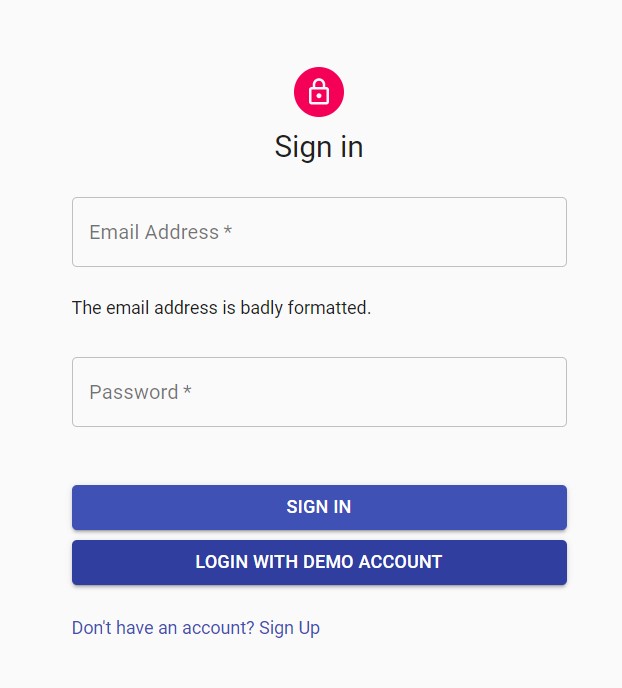 Sign in
Email Address *
The email address is badly formatted.
Password *
SIGN IN
LOGIN WITH DEMO ACCOUNT
Don't have an account? Sign Up